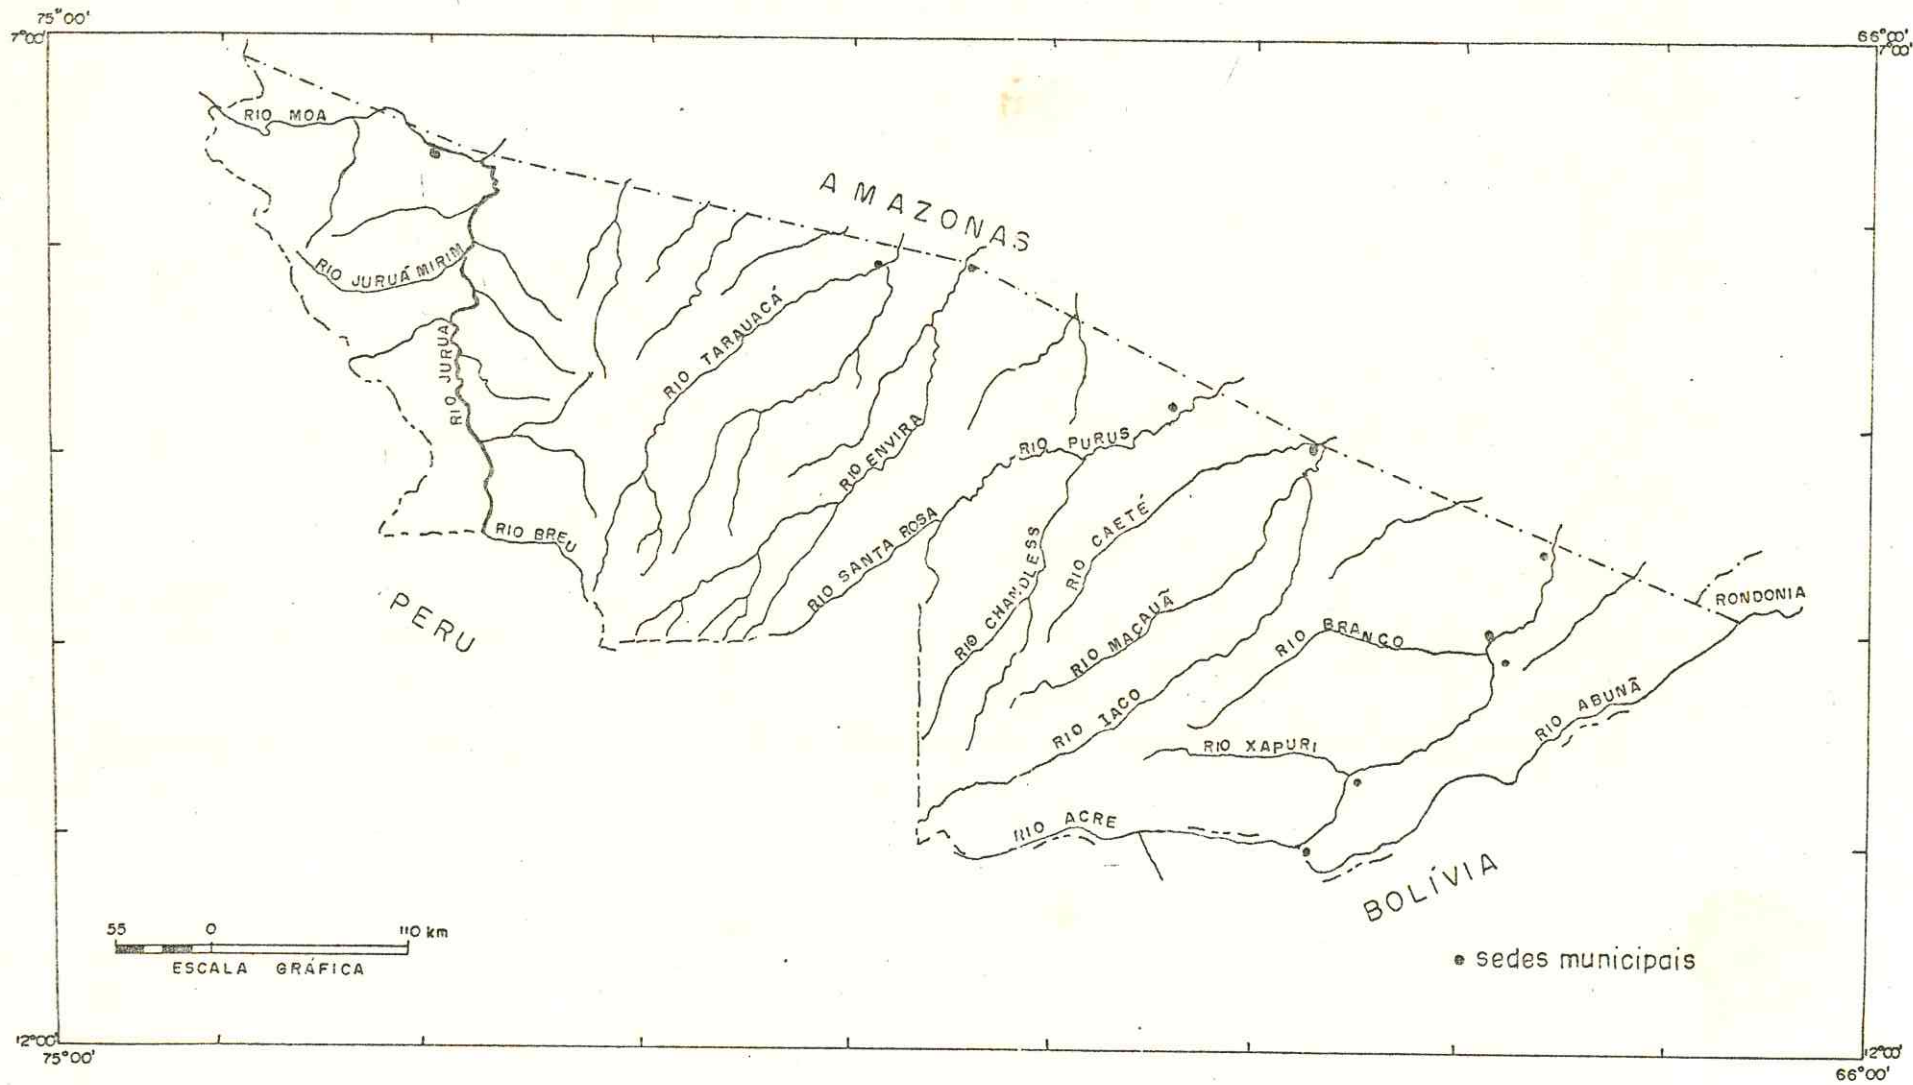 75°00'
7°00'
66°00'
7°00'
RIO MOA
AMAZONAS
RIO JURUÁ MIRIM
RIO TARAUACÁ
RIO JURUA
RIO ENVIRA
RIO PURUS
RIO BREU
RIO SANTA ROSA
RIO CHANDLESS
RIO CAETÉ
PERU
RIO MACAUÃ
RIO BRANCO
RONDONIA
RIO IACO
RIO XAPURI
RIO ABUNÃ
RIO ACRE
BOLÍVIA
55 0 110 km
ESCALA GRÁFICA
sedes municipais
12°00'
75°00'
12°00'
66°00'